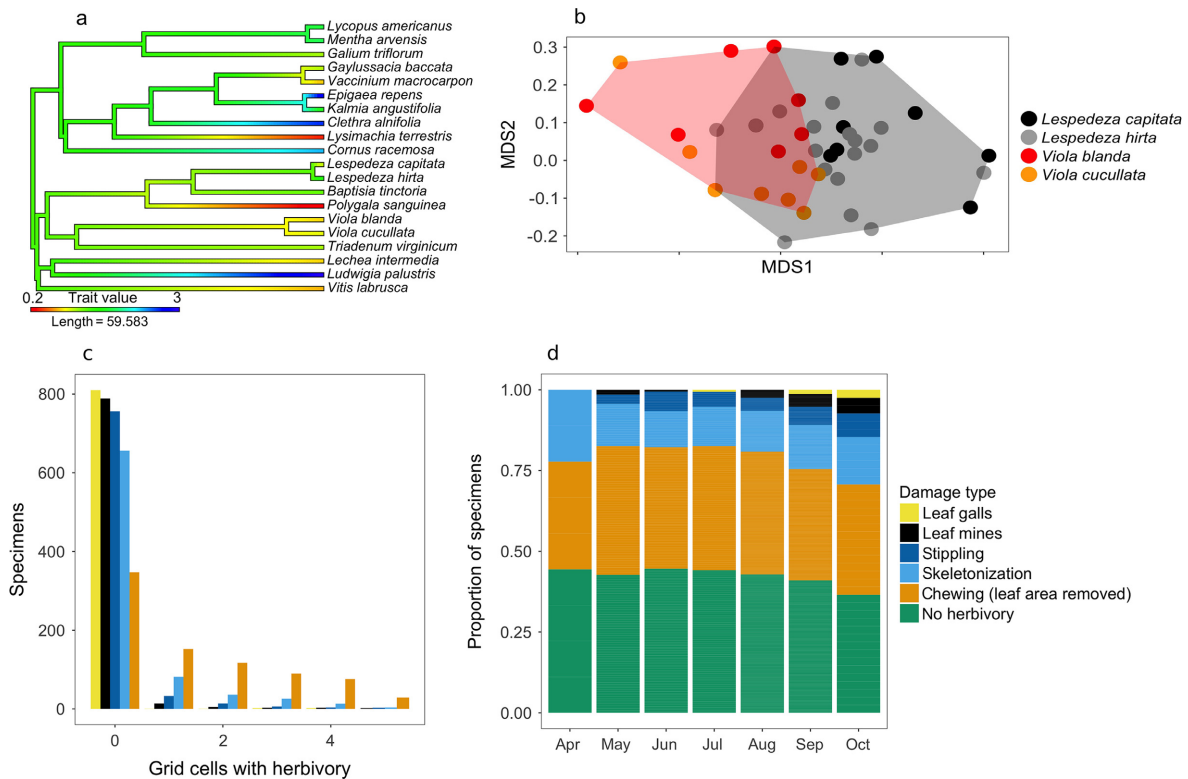 a
Lycopus americanus
Mentha arvensis
Galium triflorum
Gaylussacia baccata
Vaccinium macrocarpon
Epigaea repens
Kalmia angustifolia
Clethra alnifolia
Lysimachia terrestris
Cornus racemosa
Lespedeza capitata
Lespedeza hirta
Baptisia tinctoria
Polygala sanguinea
Viola blanda
Viola cucullata
Triadenum virginicum
Lechea intermedia
Ludwigia palustris
Vitis labrusca
0.2 Trait value 3
Length = 59.583
b
MDS2
0.3
0.2
0.1
0.0
-0.1
-0.2
MDS1
Lespedeza capitata
Lespedeza hirta
Viola blanda
Viola cucullata
c
Specimens
800
600
400
200
0
0 2 4
Grid cells with herbivory
d
Proportion of specimens
1.00
0.75
0.50
0.25
0.00
Apr May Jun Jul Aug Sep Oct
Damage type
Leaf galls
Leaf mines
Stippling
Skeletonization
Chewing (leaf area removed)
No herbivory